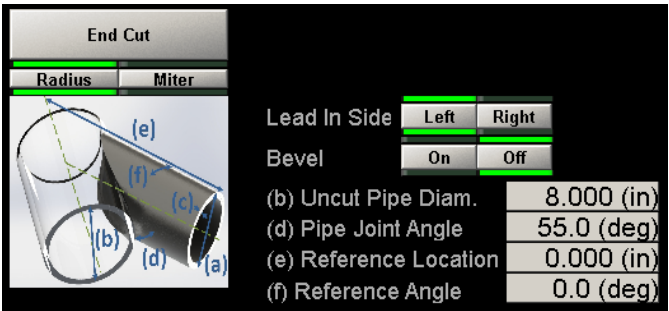 End Cut
Radius Miter
(e)
(f)
(c)
(b)
(d)
(a)
Lead In Side Left Right
Bevel On Off
(b) Uncut Pipe Diam. 8.000 (in)
(d) Pipe Joint Angle 55.0 (deg)
(e) Reference Location 0.000 (in)
(f) Reference Angle 0.0 (deg)